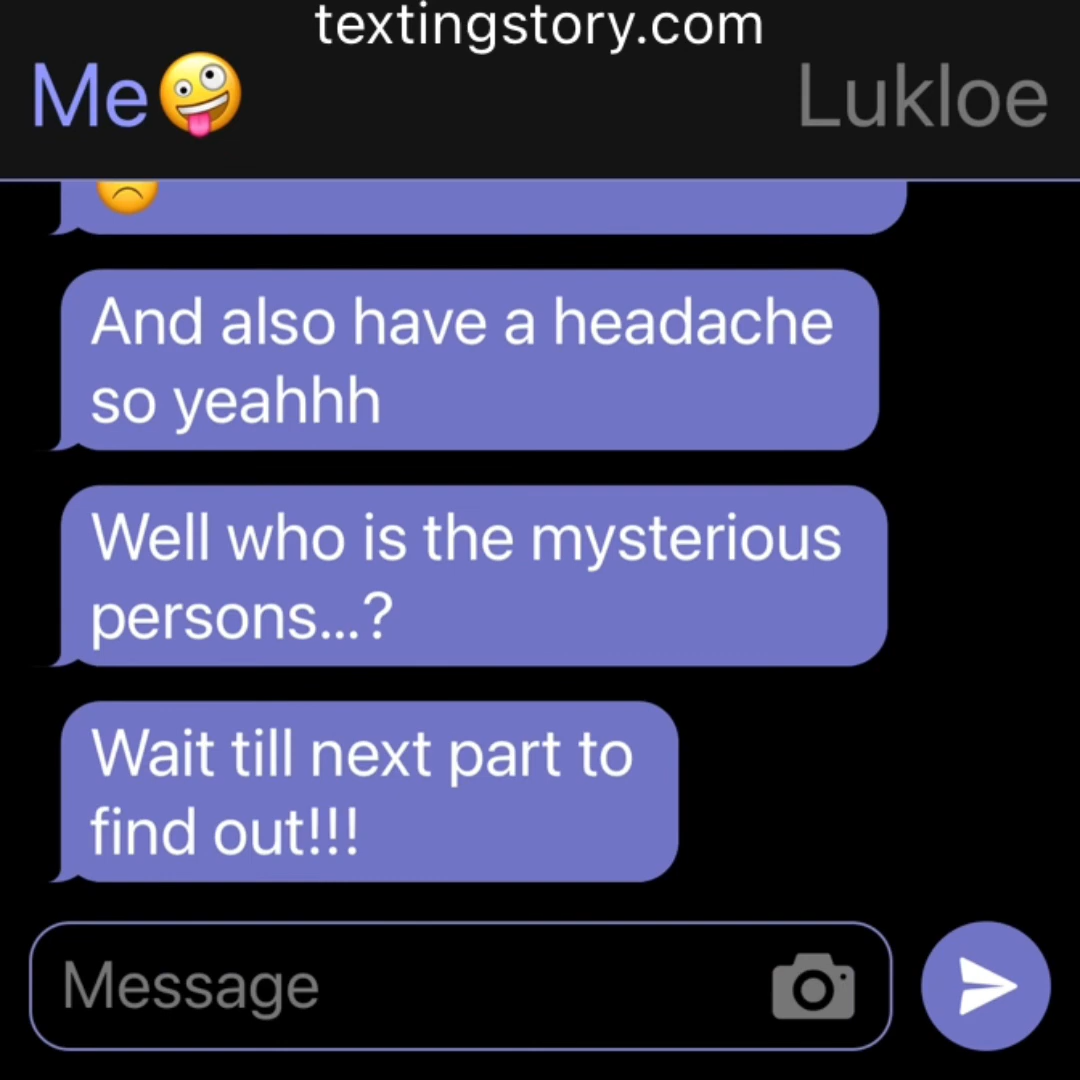 textingstory.com
Me🤪 Lukloe
And also have a headache
so yeahhh
Well who is the mysterious
persons...?
Wait till next part to
find out!!!
Message